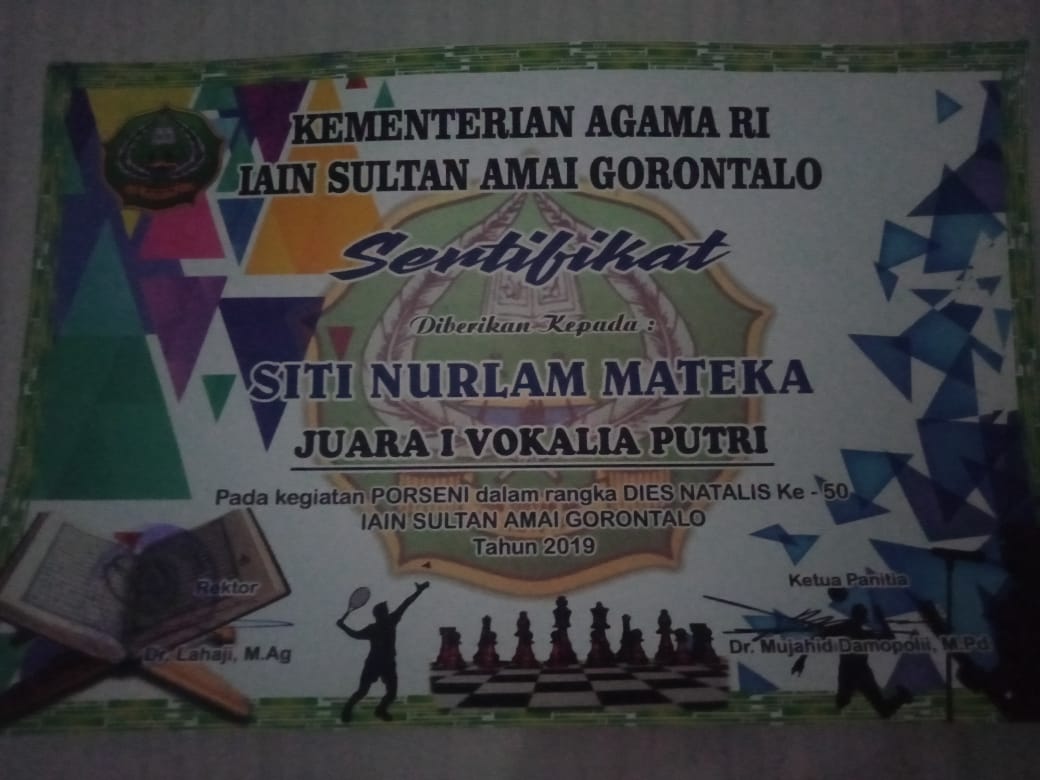 KEMENTERIAN AGAMA RI
IAIN SULTAN AMAI GORONTALO
Sertifikat
Diberikan Kepada :
SITI NURLAM MATEKA
JUARA I VOKALIA PUTRI
Pada kegiatan PORSENI dalam rangka DIES NATALIS Ke - 50
IAIN SULTAN AMAI GORONTALO
Tahun 2019
Rektor
Dr. Lahaji, M.Ag
Ketua Panitia
Dr. Mujahid Damopolii, M.Pd.